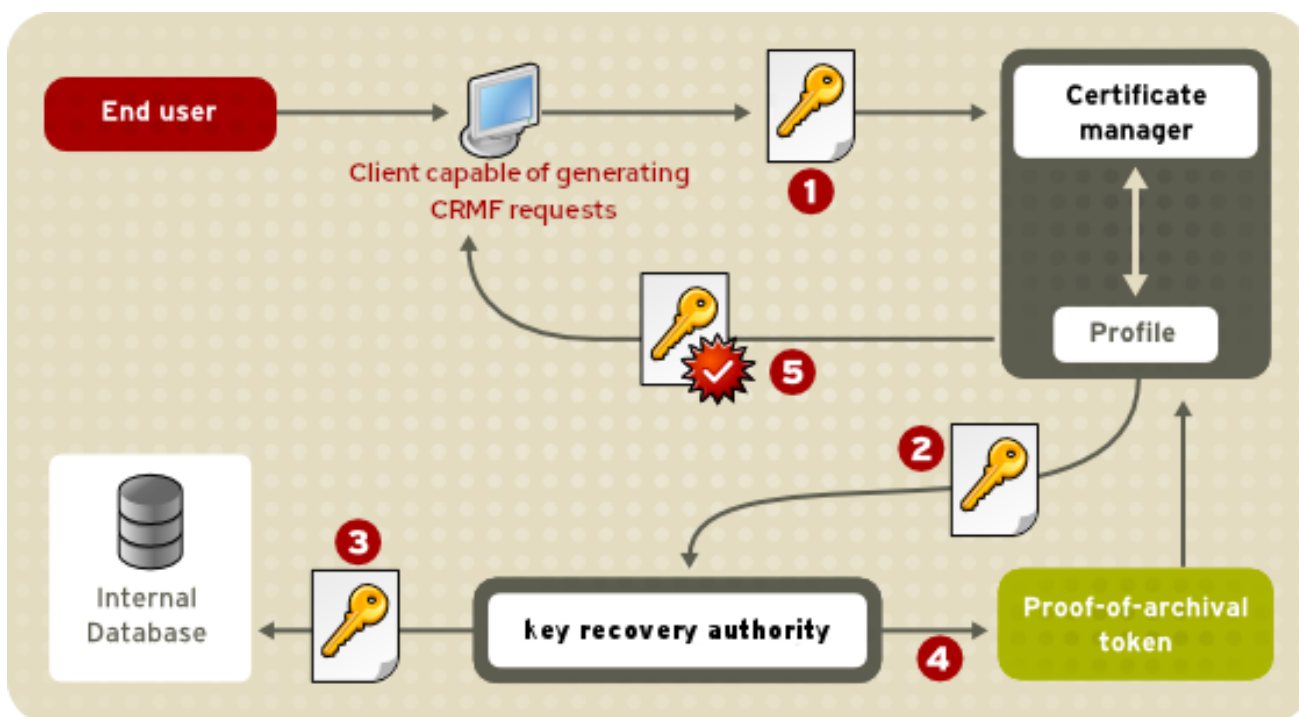 End user
Client capable of generating
CRMF requests
1
Certificate
manager
Profile
5
2
3
Internal
Database
key recovery authority
4
Proof-of-archival
token